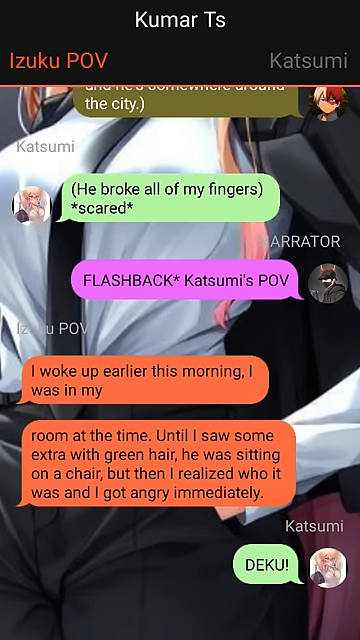 Kumar Ts
Izuku POV
Katsumi
and he's somewhere around
the city.)
Katsumi
(He broke all of my fingers)
*scared*
NARRATOR
FLASHBACK* Katsumi's POV
Izuku POV
I woke up earlier this morning, I
was in my
room at the time. Until I saw some
extra with green hair, he was sitting
on a chair, but then I realized who it
was and I got angry immediately.
Katsumi
DEKU!